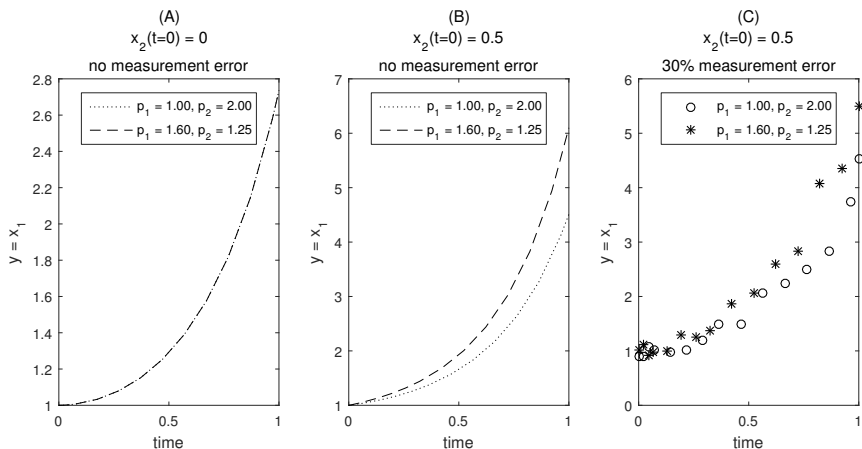 (A)
x2(t=0) = 0
no measurement error
2.8
2.6
2.4
2.2
2
1.8
1.6
1.4
1.2
1
0
0.5
1
y = x1
time
p1 = 1.00, p2 = 2.00
p1 = 1.60, p2 = 1.25
(B)
x2(t=0) = 0.5
no measurement error
7
6
5
4
3
2
1
0
0.5
1
y = x1
time
p1 = 1.00, p2 = 2.00
p1 = 1.60, p2 = 1.25
(C)
x2(t=0) = 0.5
30% measurement error
6
5
4
3
2
1
0
0
0.5
1
y = x1
time
p1 = 1.00, p2 = 2.00
p1 = 1.60, p2 = 1.25